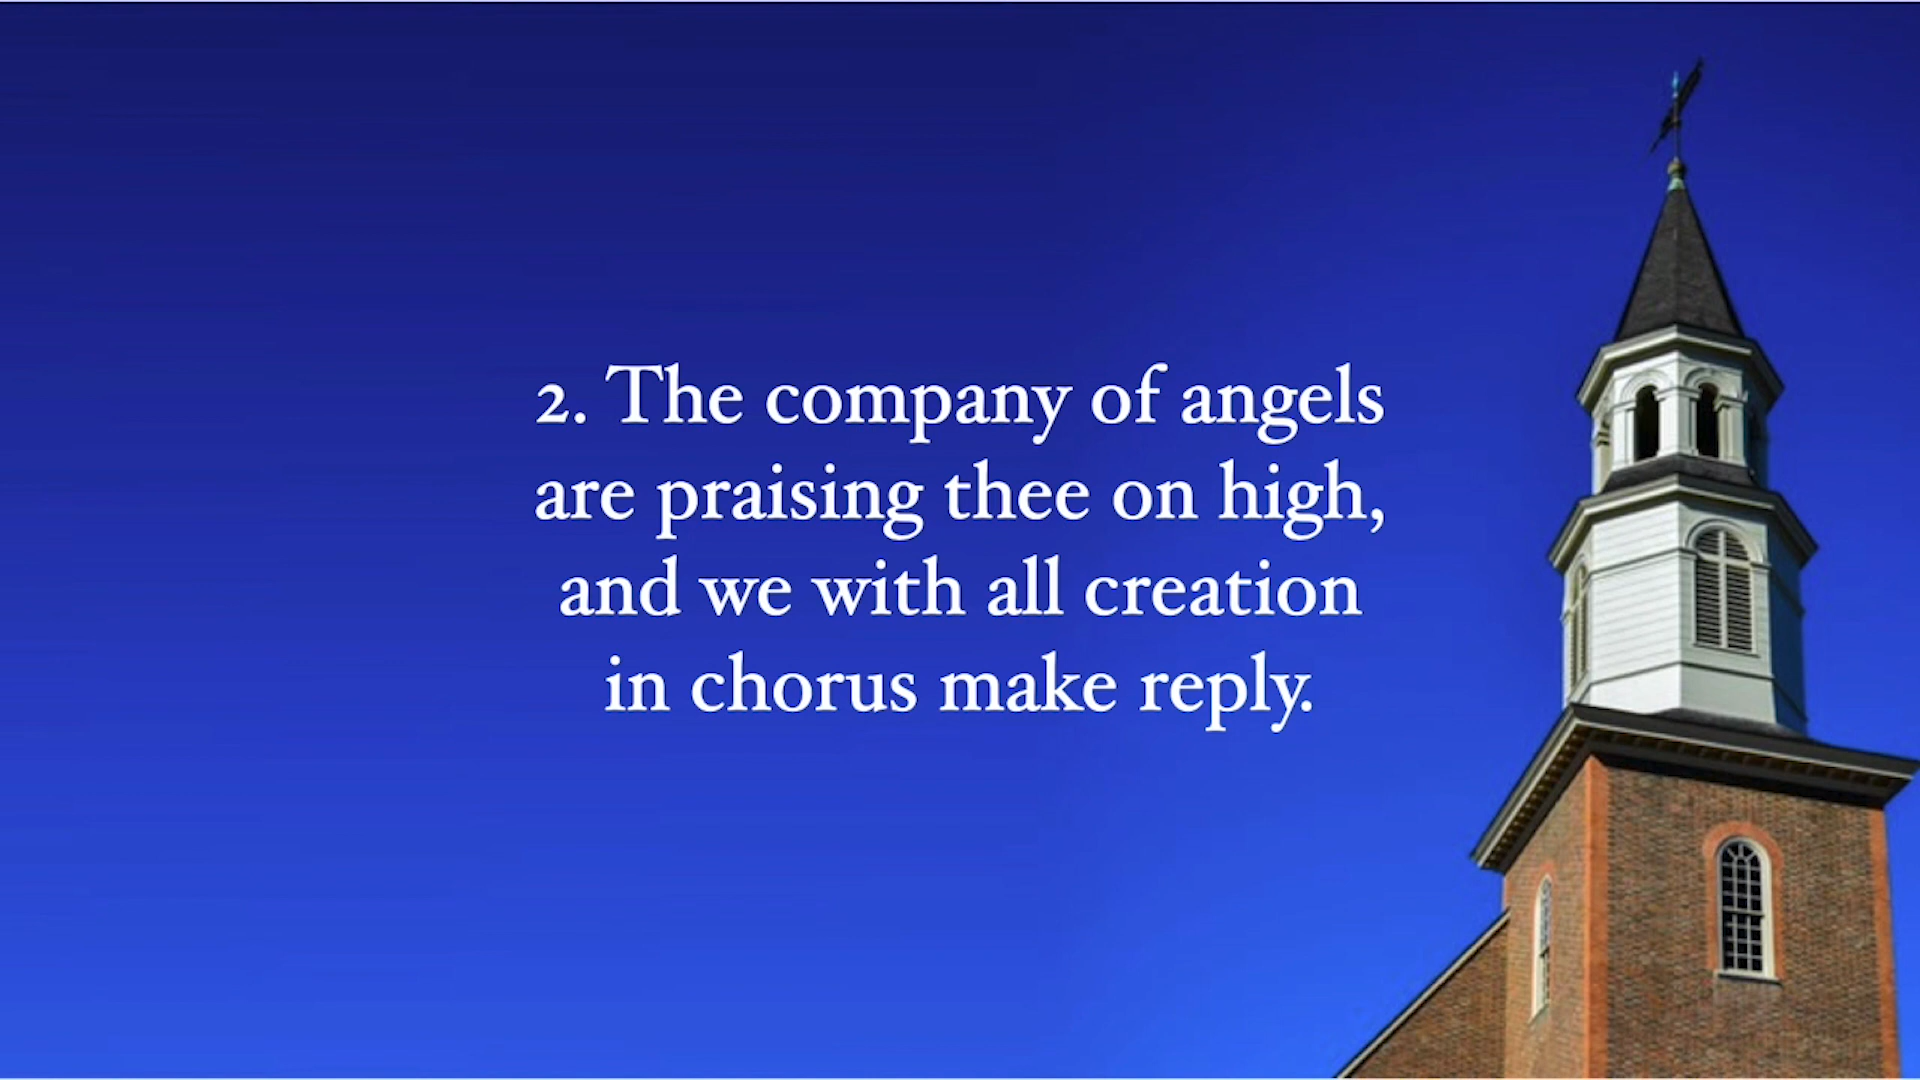 2. The company of angels
are praising thee on high,
and we with all creation
in chorus make reply.